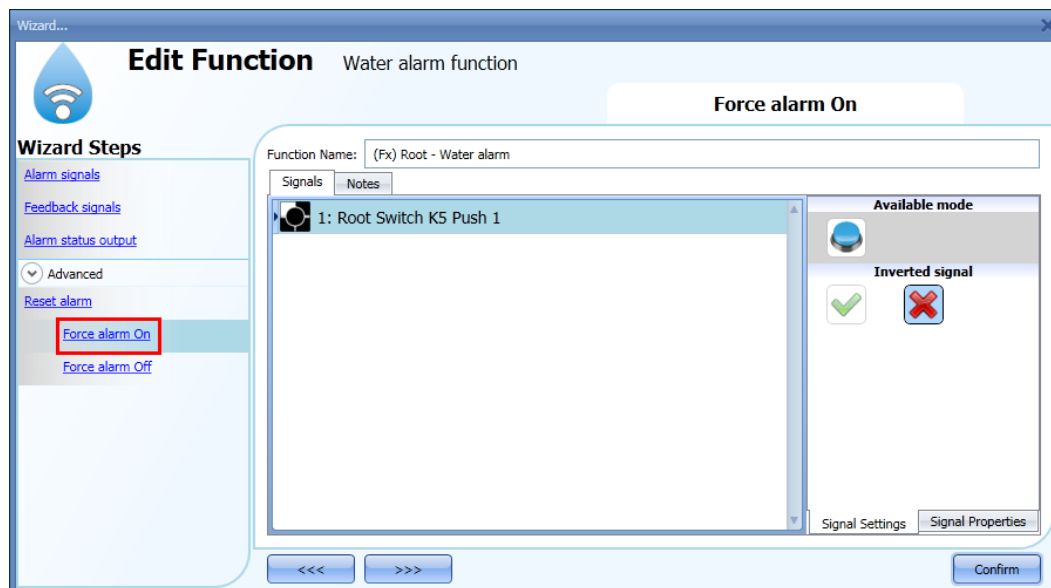 Wizard...
Edit Function Water alarm function
Force alarm On
Wizard Steps
Alarm signals
Feedback signals
Alarm status output
Advanced
Reset alarm
Force alarm On
Force alarm Off
Function Name: (Fx) Root - Water alarm
Signals Notes
1: Root Switch K5 Push 1
Available mode
Inverted signal
Signal Settings Signal Properties
<<< >>> Confirm